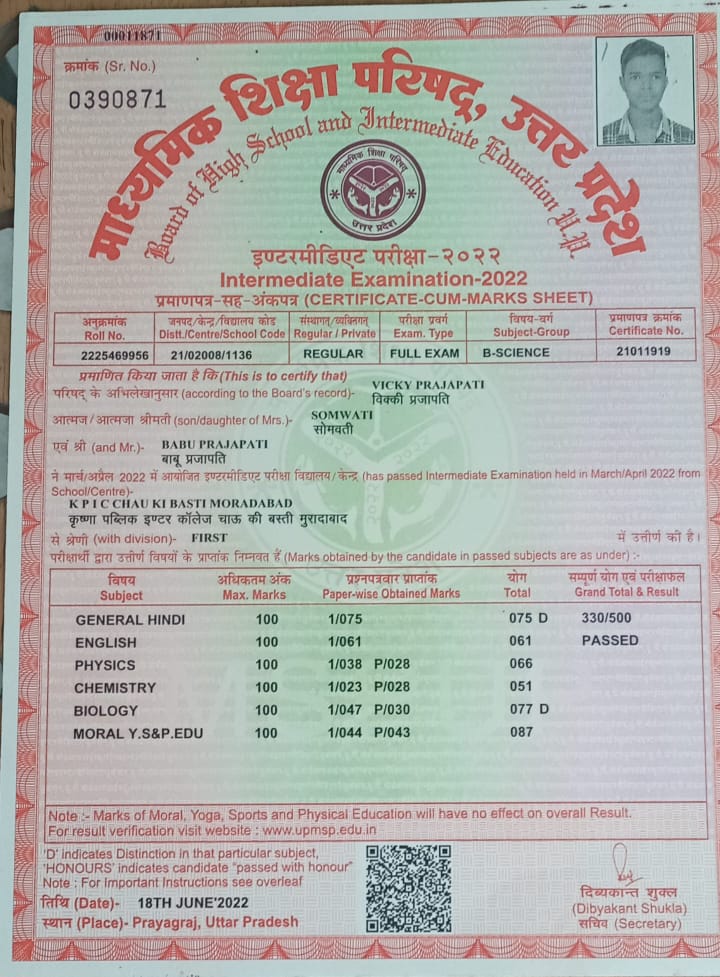 00011871
क्रमांक (Sr. No.)
0390871
माध्यमिक शिक्षा परिषद्, उत्तर प्रदेश
Board of High School and Intermediate Education U.P.
माध्यमिक शिक्षा परिषद्
उत्तर प्रदेश
इण्टरमीडिएट परीक्षा-२०२२
Intermediate Examination-2022
प्रमाणपत्र-सह-अंकपत्र (CERTIFICATE-CUM-MARKS SHEET)
अनुक्रमांक जनपद/केन्द्र/विद्यालय कोड संस्थागत/व्यक्तिगत परीक्षा प्रवर्ग विषय-वर्ग प्रमाणपत्र क्रमांक
Roll No. Distt./Centre/School Code Regular / Private Exam. Type Subject-Group Certificate No.
2225469956 21/02008/1136 REGULAR FULL EXAM B-SCIENCE 21011919
प्रमाणित किया जाता है कि (This is to certify that)
परिषद् के अभिलेखानुसार (according to the Board's record)- VICKY PRAJAPATI
विक्की प्रजापति
आत्मज/आत्मजा श्रीमती (son/daughter of Mrs.)- SOMWATI
सोमवती
एवं श्री (and Mr.)- BABU PRAJAPATI
बाबू प्रजापति
ने मार्च/अप्रैल 2022 में आयोजित इण्टरमीडिएट परीक्षा विद्यालय/केन्द्र (has passed Intermediate Examination held in March/April 2022 from
School/Centre)-
K P I C CHAU KI BASTI MORADABAD
कृष्णा पब्लिक इण्टर कॉलेज चाऊ की बस्ती मुरादाबाद
से श्रेणी (with division)- FIRST में उत्तीर्ण की है।
परीक्षार्थी द्वारा उत्तीर्ण विषयों के प्राप्तांक निम्नवत हैं (Marks obtained by the candidate in passed subjects are as under) :-
विषय अधिकतम अंक प्रश्नपत्रवार प्राप्तांक योग सम्पूर्ण योग एवं परीक्षाफल
Subject Max. Marks Paper-wise Obtained Marks Total Grand Total & Result
GENERAL HINDI 100 1/075 075 D 330/500
ENGLISH 100 1/061 061 PASSED
PHYSICS 100 1/038 P/028 066
CHEMISTRY 100 1/023 P/028 051
BIOLOGY 100 1/047 P/030 077 D
MORAL Y.S&P.EDU 100 1/044 P/043 087
Note :- Marks of Moral, Yoga, Sports and Physical Education will have no effect on overall Result.
For result verification visit website : www.upmsp.edu.in
'D' indicates Distinction in that particular subject,
'HONOURS' indicates candidate "passed with honour"
Note : For Important Instructions see overleaf
तिथि (Date)- 18TH JUNE'2022
स्थान (Place)- Prayagraj, Uttar Pradesh
दिब्यकान्त शुक्ल
(Dibyakant Shukla)
सचिव (Secretary)